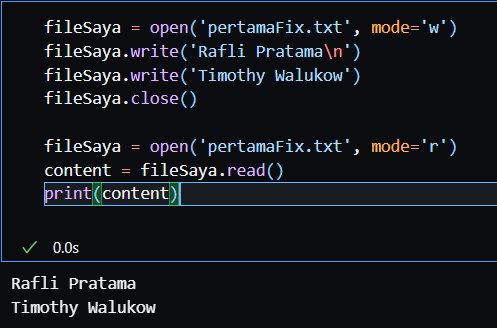 fileSaya = open('pertamaFix.txt', mode='w')
fileSaya.write('Rafli Pratama\n')
fileSaya.write('Timothy Walukow')
fileSaya.close()

fileSaya = open('pertamaFix.txt', mode='r')
content = fileSaya.read()
print(content)
0.0s
Rafli Pratama
Timothy Walukow